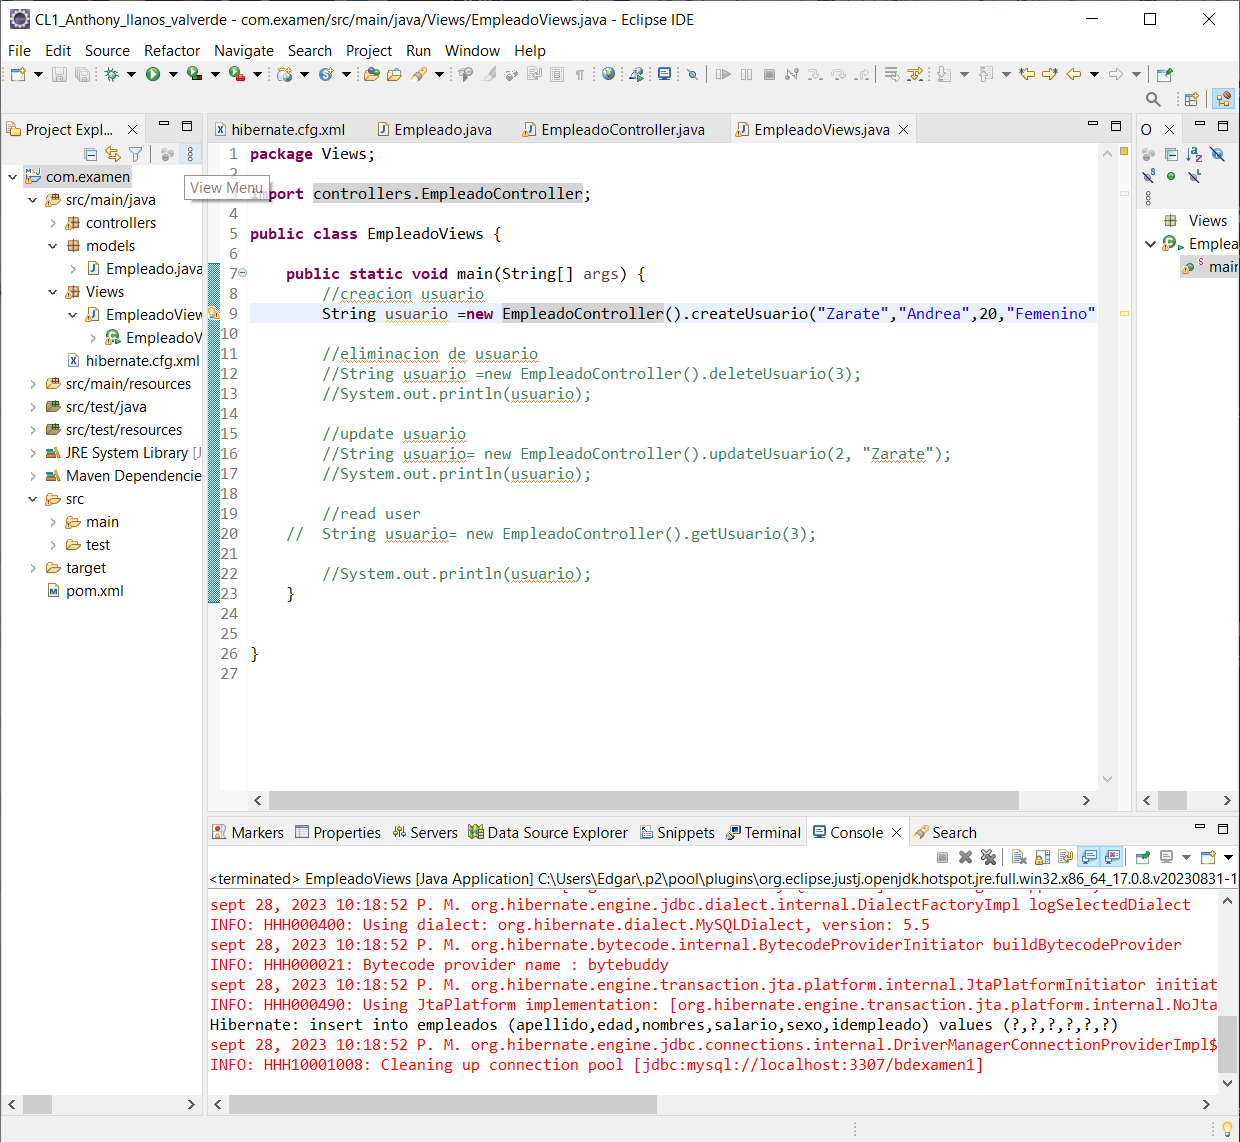 CL1_Anthony_llanos_valverde - com.examen/src/main/java/Views/EmpleadoViews.java - Eclipse IDE
File Edit Source Refactor Navigate Search Project Run Window Help
Project Expl...
hibernate.cfg.xml
Empleado.java
EmpleadoController.java
EmpleadoViews.java
O
View Menu
com.examen
src/main/java
controllers
models
Empleado.java
Views
EmpleadoView
EmpleadoV
hibernate.cfg.xml
src/main/resources
src/test/java
src/test/resources
JRE System Library [J
Maven Dependencie
src
main
test
target
pom.xml
1 package Views;
2
import controllers.EmpleadoController;
4
5 public class EmpleadoViews {
6
7 public static void main(String[] args) {
8 //creacion usuario
9 String usuario =new EmpleadoController().createUsuario("Zarate","Andrea",20,"Femenino"
10
11 //eliminacion de usuario
12 //String usuario =new EmpleadoController().deleteUsuario(3);
13 //System.out.println(usuario);
14
15 //update usuario
16 //String usuario= new EmpleadoController().updateUsuario(2, "Zarate");
17 //System.out.println(usuario);
18
19 //read user
20 // String usuario= new EmpleadoController().getUsuario(3);
21
22 //System.out.println(usuario);
23 }
24
25
26 }
27
Views
Emplea
main
Markers Properties Servers Data Source Explorer Snippets Terminal Console Search
<terminated> EmpleadoViews [Java Application] C:\Users\Edgar\.p2\pool\plugins\org.eclipse.justj.openjdk.hotspot.jre.full.win32.x86_64_17.0.8.v20230831-1
sept 28, 2023 10:18:52 P. M. org.hibernate.engine.jdbc.dialect.internal.DialectFactoryImpl logSelectedDialect
INFO: HHH000400: Using dialect: org.hibernate.dialect.MySQLDialect, version: 5.5
sept 28, 2023 10:18:52 P. M. org.hibernate.bytecode.internal.BytecodeProviderInitiator buildBytecodeProvider
INFO: HHH000021: Bytecode provider name : bytebuddy
sept 28, 2023 10:18:52 P. M. org.hibernate.engine.transaction.jta.platform.internal.JtaPlatformInitiator initiat
INFO: HHH000490: Using JtaPlatform implementation: [org.hibernate.engine.transaction.jta.platform.internal.NoJta
Hibernate: insert into empleados (apellido,edad,nombres,salario,sexo,idempleado) values (?,?,?,?,?,?)
sept 28, 2023 10:18:52 P. M. org.hibernate.engine.jdbc.connections.internal.DriverManagerConnectionProviderImpl$
INFO: HHH10001008: Cleaning up connection pool [jdbc:mysql://localhost:3307/bdexamen1]